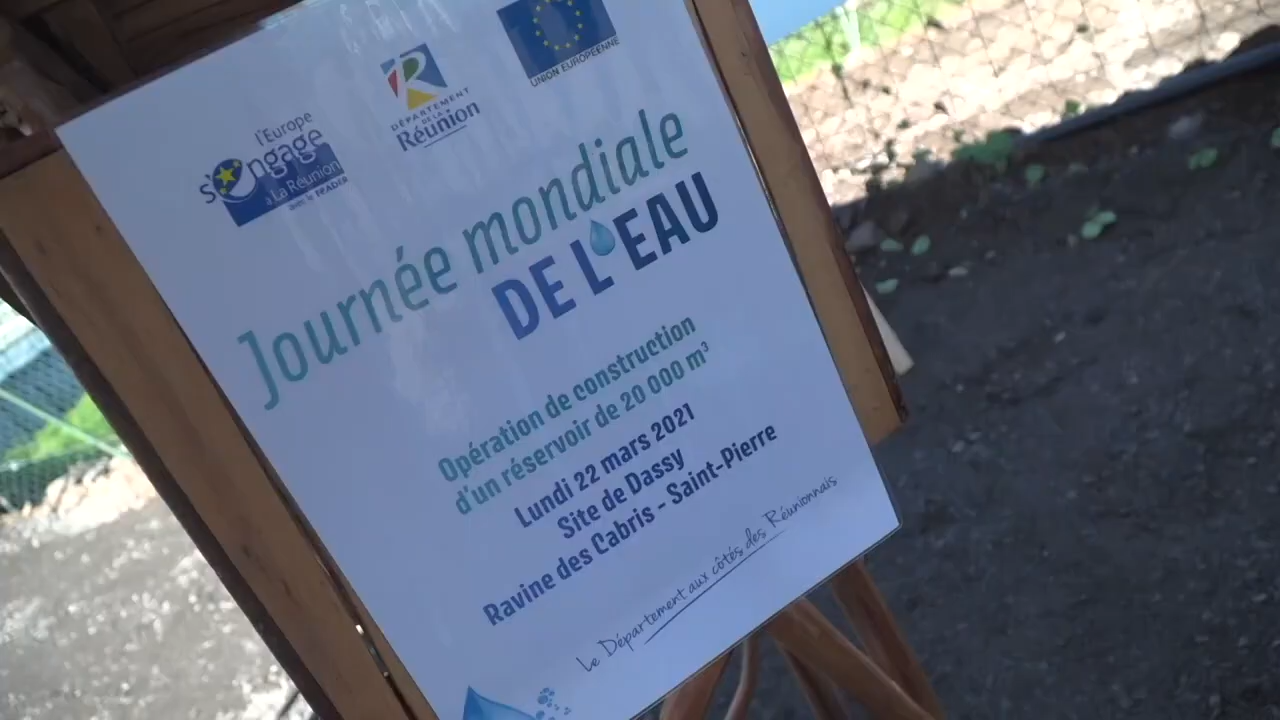 l'Europe
s'engage
à La Réunion
avec le FEADER
DÉPARTEMENT
DE LA
Réunion
UNION EUROPÉENNE
Journée mondiale
DE L'EAU
Opération de construction
d'un réservoir de 20 000 m³
Lundi 22 mars 2021
Site de Dassy
Ravine des Cabris - Saint-Pierre
Le Département aux côtés des Réunionnais